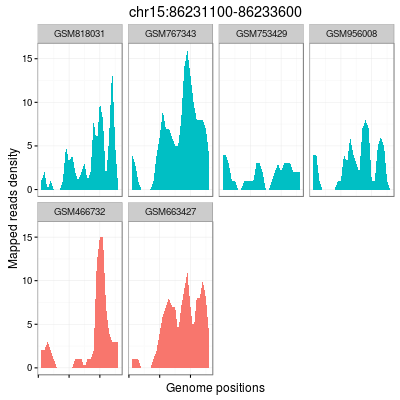 chr15:86231100-86233600
GSM818031 GSM767343 GSM753429 GSM956008
15
10
5
0
Mapped reads density
GSM466732 GSM663427
15
10
5
0
Genome positions